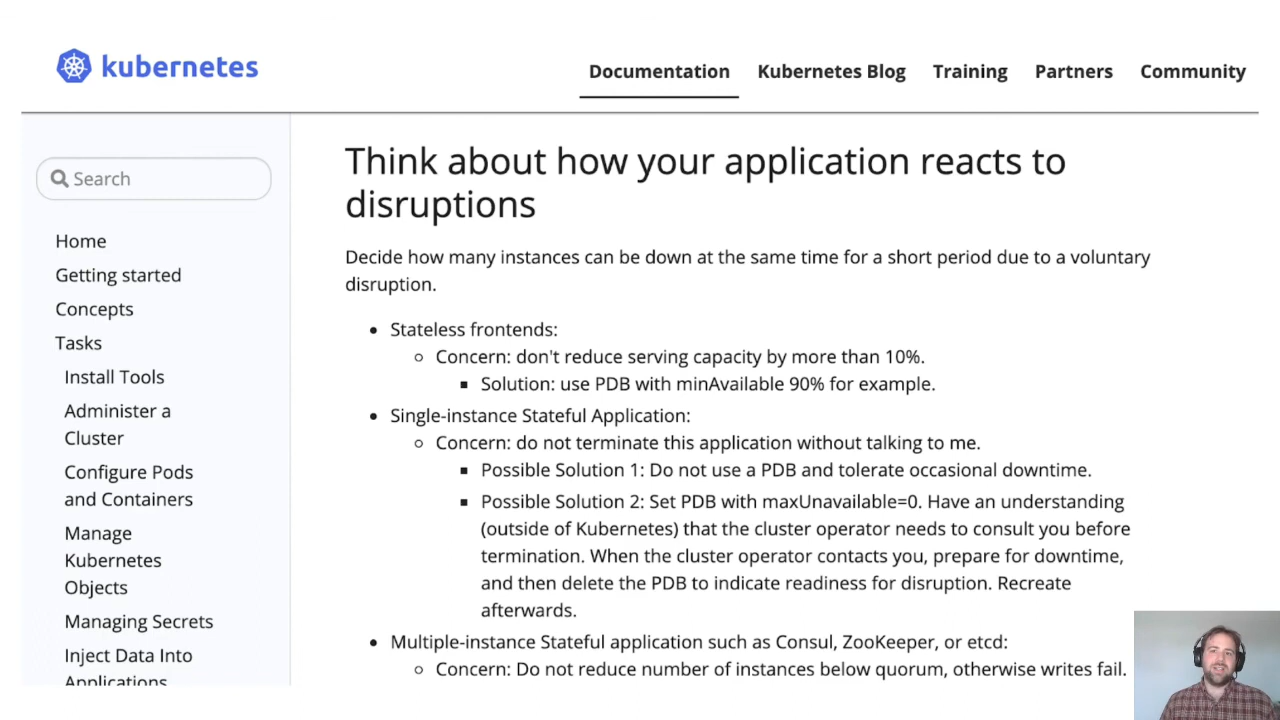 kubernetes
Documentation
Kubernetes Blog
Training
Partners
Community
Search
Home
Getting started
Concepts
Tasks
Install Tools
Administer a
Cluster
Configure Pods
and Containers
Manage
Kubernetes
Objects
Managing Secrets
Inject Data Into
Applications
Think about how your application reacts to
disruptions
Decide how many instances can be down at the same time for a short period due to a voluntary
disruption.
• Stateless frontends:
○ Concern: don't reduce serving capacity by more than 10%.
■ Solution: use PDB with minAvailable 90% for example.
• Single-instance Stateful Application:
○ Concern: do not terminate this application without talking to me.
■ Possible Solution 1: Do not use a PDB and tolerate occasional downtime.
■ Possible Solution 2: Set PDB with maxUnavailable=0. Have an understanding
(outside of Kubernetes) that the cluster operator needs to consult you before
termination. When the cluster operator contacts you, prepare for downtime,
and then delete the PDB to indicate readiness for disruption. Recreate
afterwards.
• Multiple-instance Stateful application such as Consul, ZooKeeper, or etcd:
○ Concern: Do not reduce number of instances below quorum, otherwise writes fail.